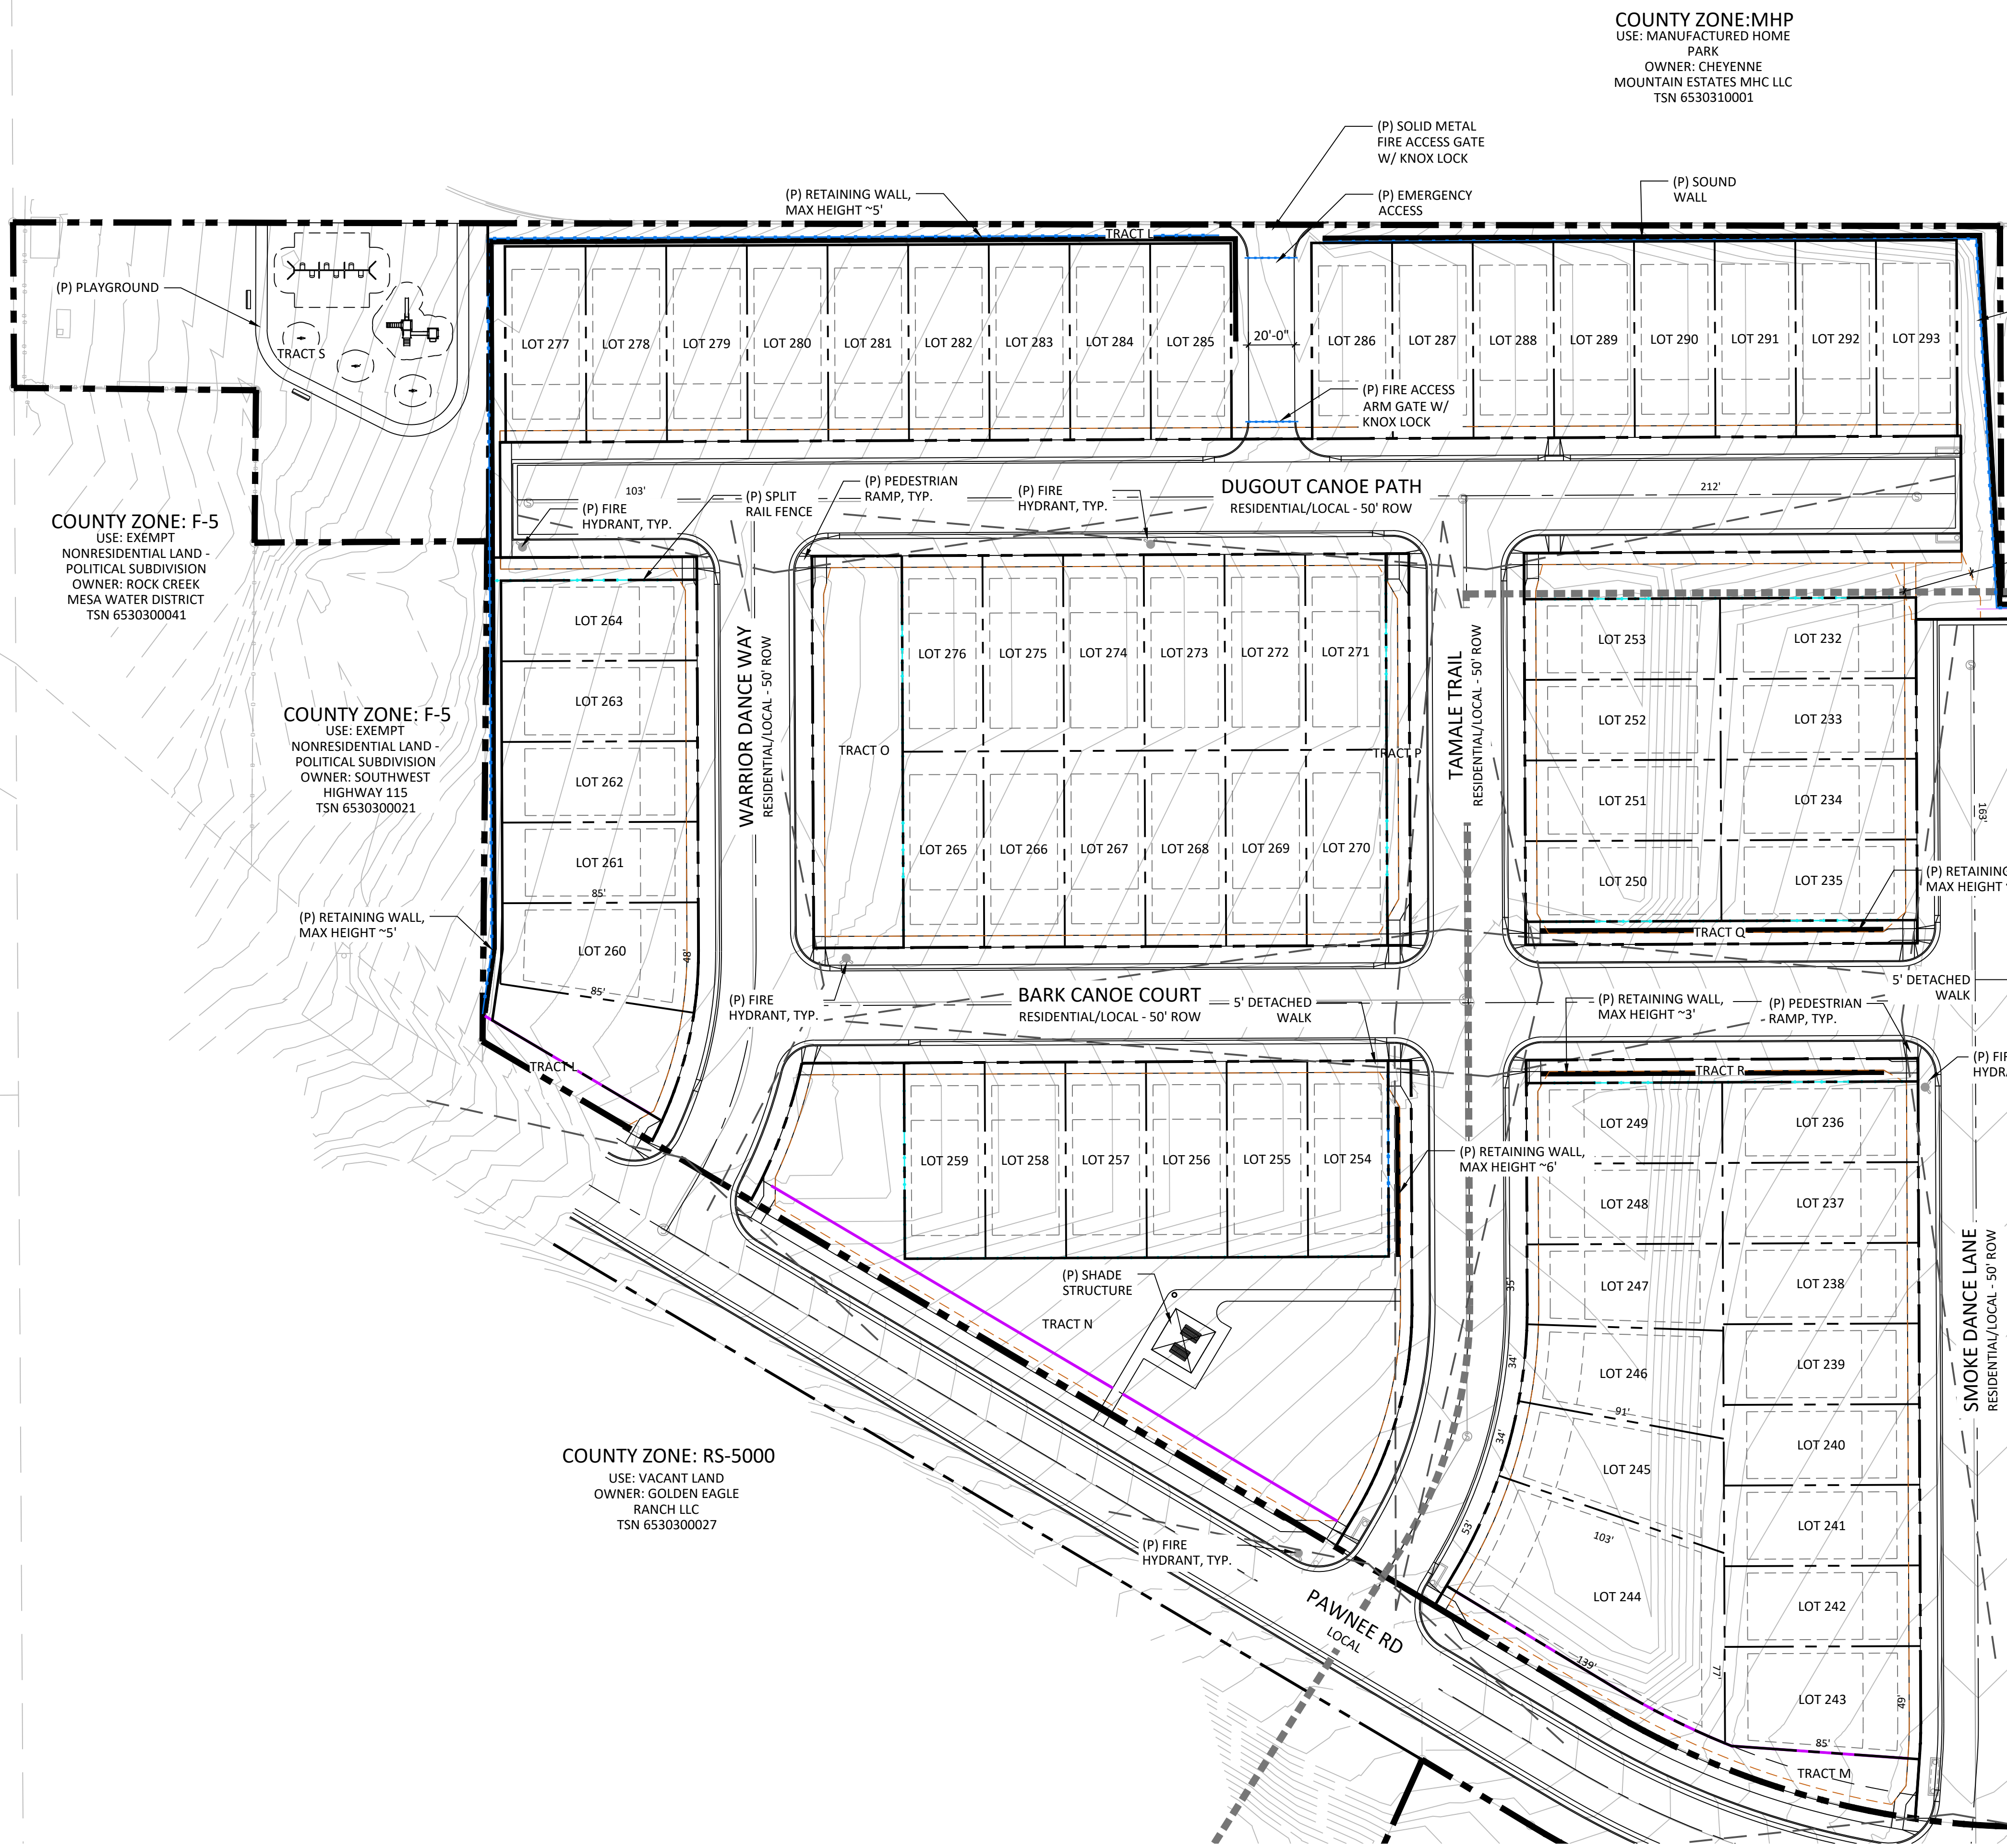 COUNTY ZONE:MHP
USE: MANUFACTURED HOME
PARK
OWNER: CHEYENNE
MOUNTAIN ESTATES MHC LLC
TSN 6530310001
(P) SOLID METAL
FIRE ACCESS GATE
W/ KNOX LOCK
(P) RETAINING WALL,
MAX HEIGHT ~5'
(P) EMERGENCY
ACCESS
(P) SOUND
WALL
TRACT L
(P) PLAYGROUND
TRACT S
LOT 277
LOT 278
LOT 279
LOT 280
LOT 281
LOT 282
LOT 283
LOT 284
LOT 285
20'-0"
LOT 286
LOT 287
LOT 288
LOT 289
LOT 290
LOT 291
LOT 292
LOT 293
(P) FIRE ACCESS
ARM GATE W/
KNOX LOCK
103'
(P) FIRE
HYDRANT, TYP.
(P) SPLIT
RAIL FENCE
(P) PEDESTRIAN
RAMP, TYP.
(P) FIRE
HYDRANT, TYP.
DUGOUT CANOE PATH
RESIDENTIAL/LOCAL - 50' ROW
212'
COUNTY ZONE: F-5
USE: EXEMPT
NONRESIDENTIAL LAND -
POLITICAL SUBDIVISION
OWNER: ROCK CREEK
MESA WATER DISTRICT
TSN 6530300041
COUNTY ZONE: F-5
USE: EXEMPT
NONRESIDENTIAL LAND -
POLITICAL SUBDIVISION
OWNER: SOUTHWEST
HIGHWAY 115
TSN 6530300021
LOT 264
LOT 263
LOT 262
LOT 261
85'
LOT 260
48'
85'
(P) RETAINING WALL,
MAX HEIGHT ~5'
TRACT L
WARRIOR DANCE WAY
RESIDENTIAL/LOCAL - 50' ROW
LOT 276
LOT 275
LOT 274
LOT 273
LOT 272
LOT 271
TRACT O
TRACT P
LOT 265
LOT 266
LOT 267
LOT 268
LOT 269
LOT 270
TAMALE TRAIL
RESIDENTIAL/LOCAL - 50' ROW
LOT 253
LOT 232
LOT 252
LOT 233
LOT 251
LOT 234
LOT 250
LOT 235
163'
(P) RETAINING
MAX HEIGHT ~
TRACT Q
(P) FIRE
HYDRANT, TYP.
BARK CANOE COURT
RESIDENTIAL/LOCAL - 50' ROW
5' DETACHED
WALK
(P) RETAINING WALL,
MAX HEIGHT ~3'
(P) PEDESTRIAN
RAMP, TYP.
5' DETACHED
WALK
(P) FIR
HYDRA
TRACT R
LOT 259
LOT 258
LOT 257
LOT 256
LOT 255
LOT 254
(P) RETAINING WALL,
MAX HEIGHT ~6'
LOT 249
LOT 236
LOT 248
LOT 237
LOT 247
LOT 238
35'
LOT 246
LOT 239
34'
91'
34'
LOT 245
LOT 240
LOT 241
53'
103'
LOT 244
LOT 242
139'
77'
LOT 243
49'
85'
TRACT M
SMOKE DANCE LANE
RESIDENTIAL/LOCAL - 50' ROW
(P) SHADE
STRUCTURE
TRACT N
COUNTY ZONE: RS-5000
USE: VACANT LAND
OWNER: GOLDEN EAGLE
RANCH LLC
TSN 6530300027
(P) FIRE
HYDRANT, TYP.
PAWNEE RD
LOCAL